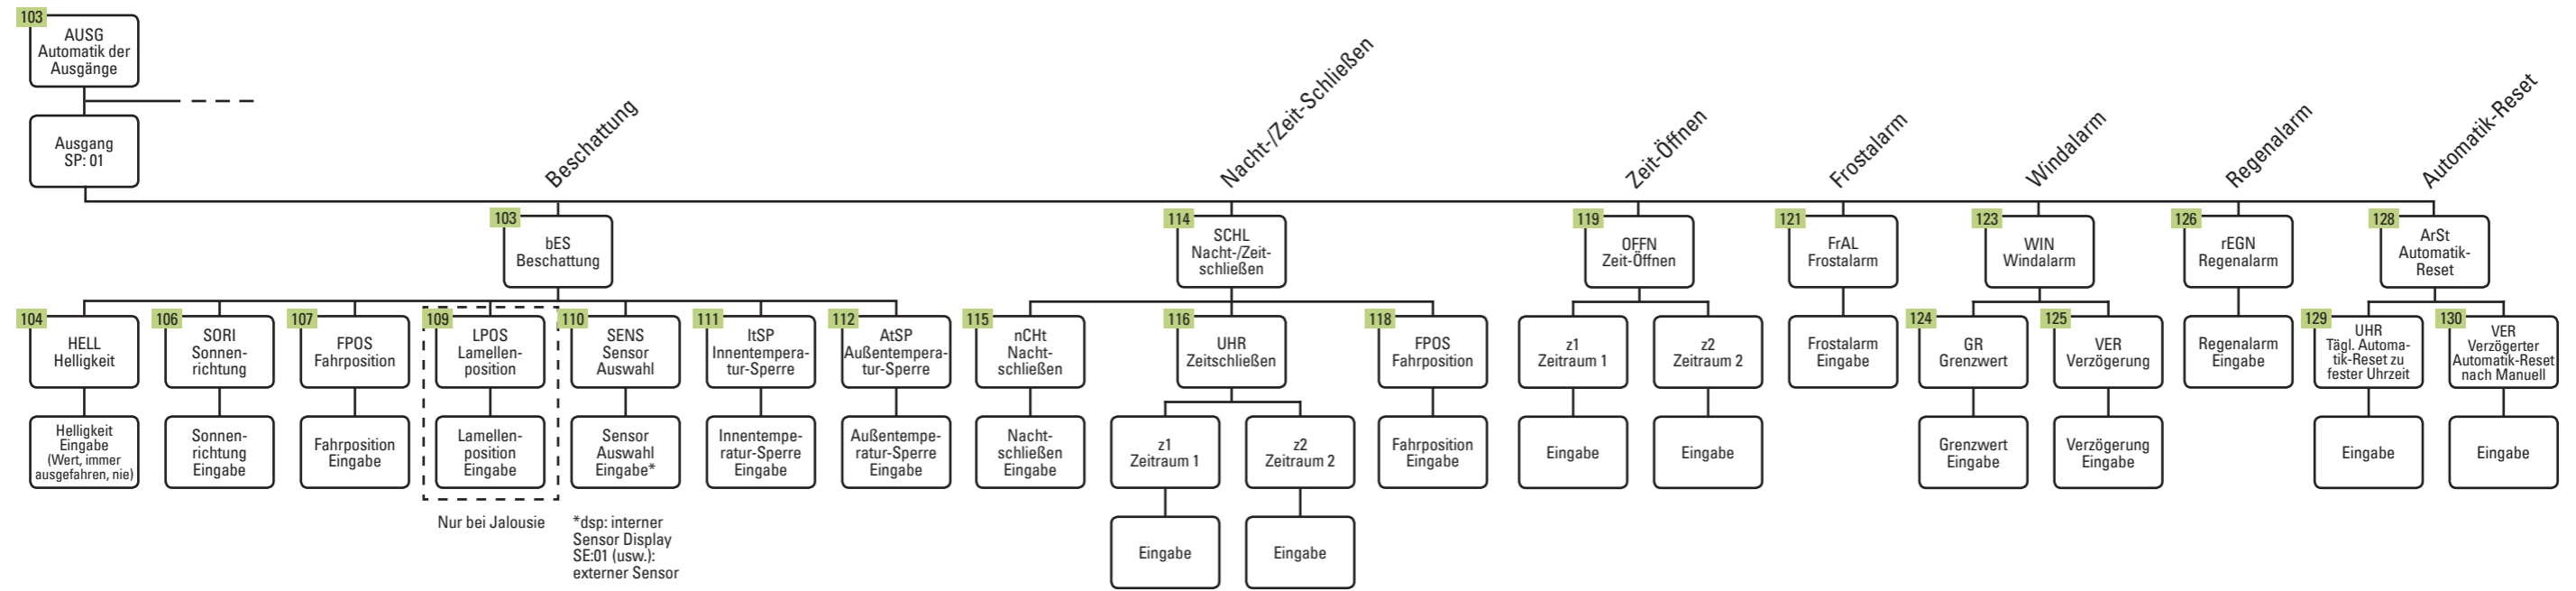 103
AUSG
Automatik der
Ausgänge
Ausgang
SP: 01
Beschattung
Nacht-/Zeit-Schließen
Zeit-Öffnen
Frostalarm
Windalarm
Regenalarm
Automatik-Reset
103
bES
Beschattung
114
SCHL
Nacht-/Zeit-
schließen
119
OFFN
Zeit-Öffnen
121
FrAL
Frostalarm
123
WIN
Windalarm
126
rEGN
Regenalarm
128
ArSt
Automatik-
Reset
104
HELL
Helligkeit
106
SORI
Sonnen-
richtung
107
FPOS
Fahrposition
109
LPOS
Lamellen-
position
110
SENS
Sensor
Auswahl
111
ItSP
Innentempera-
tur-Sperre
112
AtSP
Außentempera-
tur-Sperre
115
nCHt
Nacht-
schließen
116
UHR
Zeitschließen
118
FPOS
Fahrposition
z1
Zeitraum 1
z2
Zeitraum 2
Frostalarm
Eingabe
124
GR
Grenzwert
125
VER
Verzögerung
Regenalarm
Eingabe
129
UHR
Tägl. Automa-
tik-Reset zu
fester Uhrzeit
130
VER
Verzögerter
Automatik-Reset
nach Manuell
Helligkeit
Eingabe
(Wert, immer
ausgefahren, nie)
Sonnen-
richtung
Eingabe
Fahrposition
Eingabe
Lamellen-
position
Eingabe
Sensor
Auswahl
Eingabe*
Innentempe-
ratur-Sperre
Eingabe
Außentempe-
ratur-Sperre
Eingabe
Nacht-
schließen
Eingabe
z1
Zeitraum 1
z2
Zeitraum 2
Fahrposition
Eingabe
Eingabe
Eingabe
Grenzwert
Eingabe
Verzögerung
Eingabe
Eingabe
Eingabe
Nur bei Jalousie
*dsp: interner
Sensor Display
SE:01 (usw.):
externer Sensor
Eingabe
Eingabe